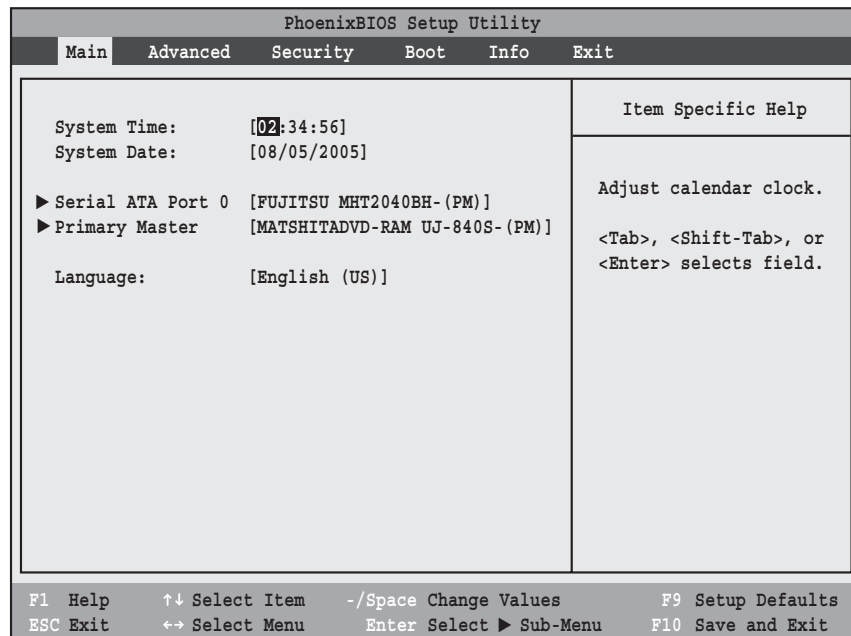 PhoenixBIOS Setup Utility
Main Advanced Security Boot Info Exit
System Time: [02:34:56]
System Date: [08/05/2005]
▶ Serial ATA Port 0 [FUJITSU MHT2040BH-(PM)]
▶ Primary Master [MATSHITADVD-RAM UJ-840S-(PM)]
Language: [English (US)]
Item Specific Help
Adjust calendar clock.
<Tab>, <Shift-Tab>, or
<Enter> selects field.
F1 Help ↑↓ Select Item -/Space Change Values F9 Setup Defaults
ESC Exit ←→ Select Menu Enter Select ▶ Sub-Menu F10 Save and Exit